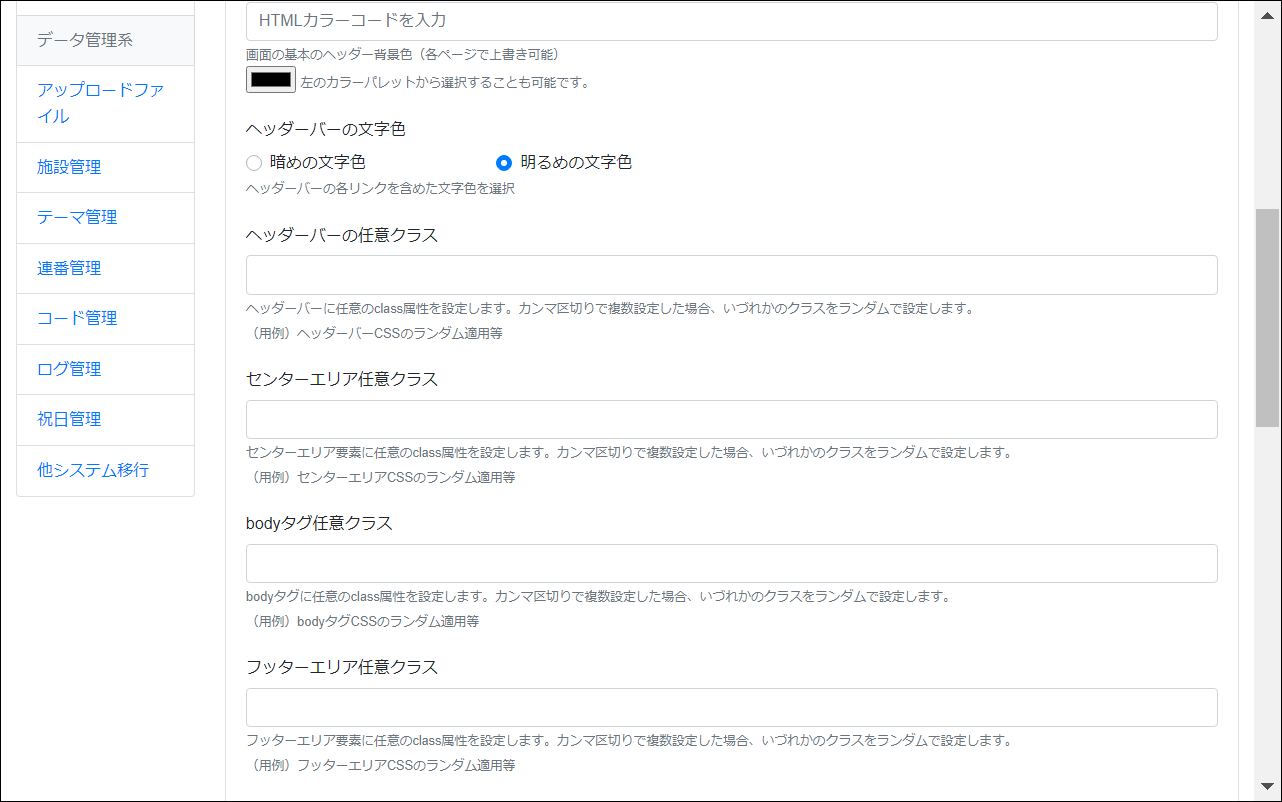 データ管理系
アップロードファ
イル
施設管理
テーマ管理
連番管理
コード管理
ログ管理
祝日管理
他システム移行
HTMLカラーコードを入力
画面の基本のヘッダー背景色（各ページで上書き可能）
左のカラーパレットから選択することも可能です。
ヘッダーバーの文字色
暗めの文字色 明るめの文字色
ヘッダーバーの各リンクを含めた文字色を選択
ヘッダーバーの任意クラス
ヘッダーバーに任意のclass属性を設定します。カンマ区切りで複数設定した場合、いづれかのクラスをランダムで設定します。
（用例）ヘッダーバーCSSのランダム適用等
センターエリア任意クラス
センターエリア要素に任意のclass属性を設定します。カンマ区切りで複数設定した場合、いづれかのクラスをランダムで設定します。
（用例）センターエリアCSSのランダム適用等
bodyタグ任意クラス
bodyタグに任意のclass属性を設定します。カンマ区切りで複数設定した場合、いづれかのクラスをランダムで設定します。
（用例）bodyタグCSSのランダム適用等
フッターエリア任意クラス
フッターエリア要素に任意のclass属性を設定します。カンマ区切りで複数設定した場合、いづれかのクラスをランダムで設定します。
（用例）フッターエリアCSSのランダム適用等